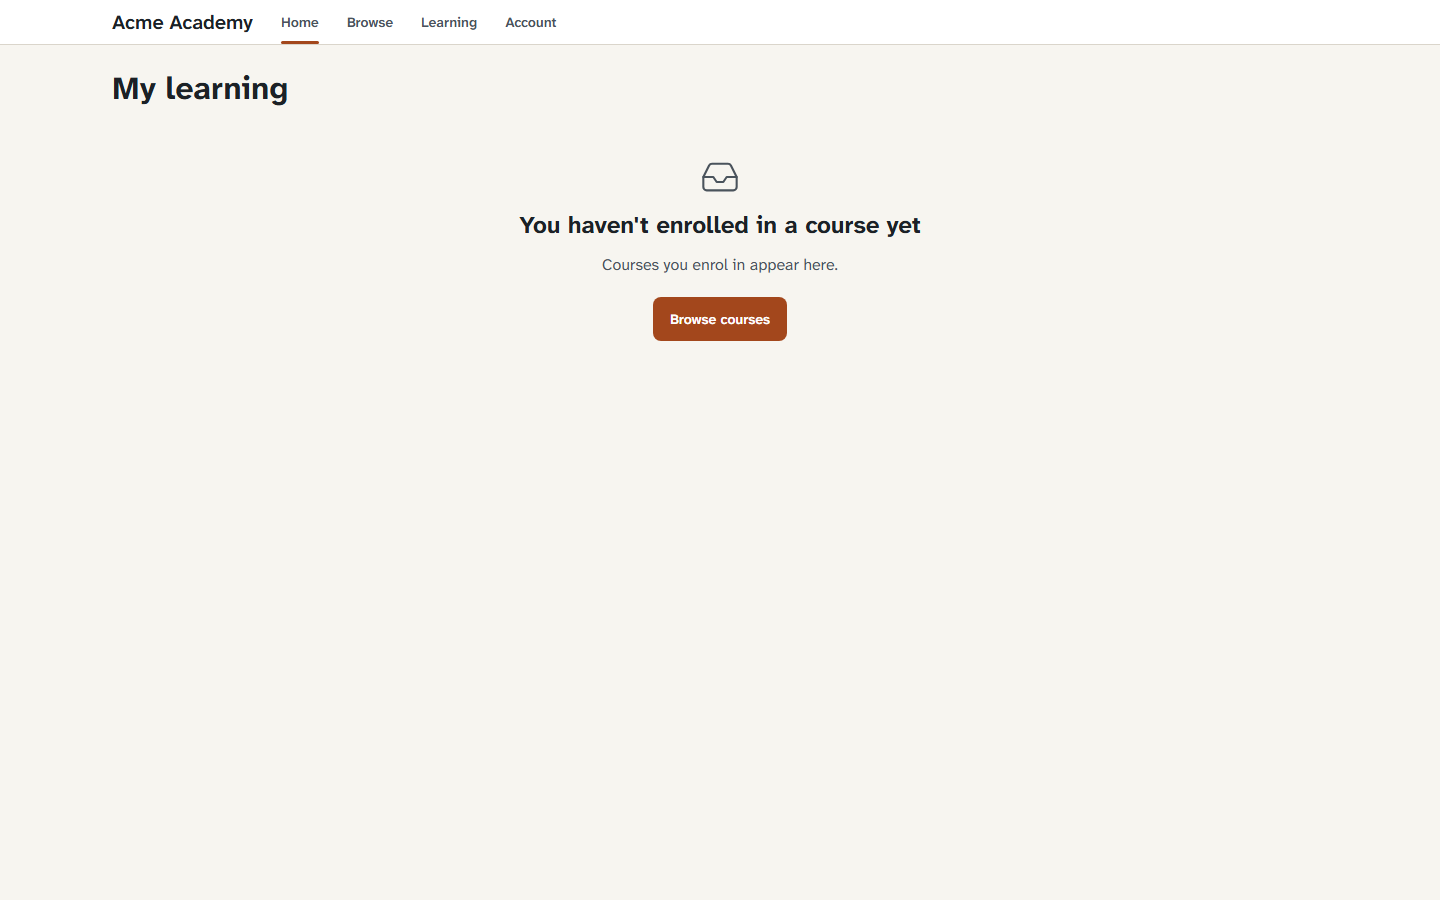 Acme Academy Home Browse Learning Account
My learning
You haven't enrolled in a course yet
Courses you enrol in appear here.
Browse courses